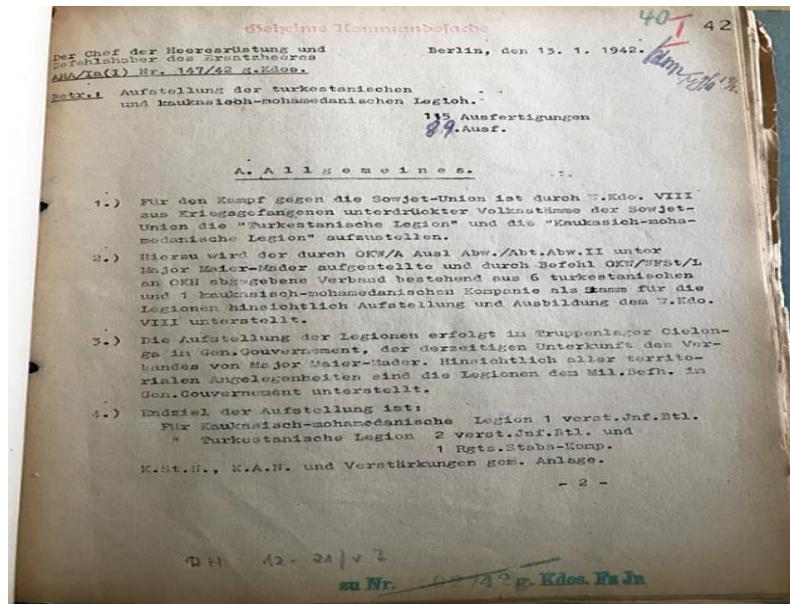 Geheime Kommandosache
40 I 42
Der Chef der Heeresrüstung und
Befehlshaber des Ersatzheeres
AHA/Ia(I) Nr. 147/42 g.Kdos.
Berlin, den 13. 1. 1942.
Betr.: Aufstellung der turkestanischen
und kaukasisch-mohamedanischen Legion.
115 Ausfertigungen
89.Ausf.
A. Allgemeines.
1.) Für den Kampf gegen die Sowjet-Union ist durch W.Kdo. VIII
aus Kriegsgefangenen unterdrückter Volksstämme der Sowjet-
Union die "Turkestanische Legion" und die "Kaukasich-moha-
medanische Legion" aufzustellen.
2.) Hierzu wird der durch OKW/A Ausl Abw./Abt.Abw.II unter
Major Maier-Mader aufgestellte und durch Befehl OKW/WFSt/L
an OKH abgegebene Verband bestehend aus 6 turkestanischen
und 1 kaukasisch-mohamedanischen Kompanie als Stamm für die
Legionen hinsichtlich Aufstellung und Ausbildung dem W.Kdo.
VIII unterstellt.
3.) Die Aufstellung der Legionen erfolgt im Truppenlager Cielon-
ga im Gen.Gouvernement, der derzeitigen Unterkunft des Ver-
bandes von Major Maier-Mader. Hinsichtlich aller territo-
rialen Angelegenheiten sind die Legionen dem Mil.Befh. im
Gen.Gouvernement unterstellt.
4.) Endziel der Aufstellung ist:
Für Kaukasisch-mohamedanische Legion 1 verst.Jnf.Btl.
" Turkestanische Legion 2 verst.Jnf.Btl. und
1 Rgts.Stabs-Komp.
K.St.N., K.A.N. und Verstärkungen gem. Anlage.
- 2 -
RH 12-21/v 7
zu Nr. 02/42 g. Kdos. Fz Jn